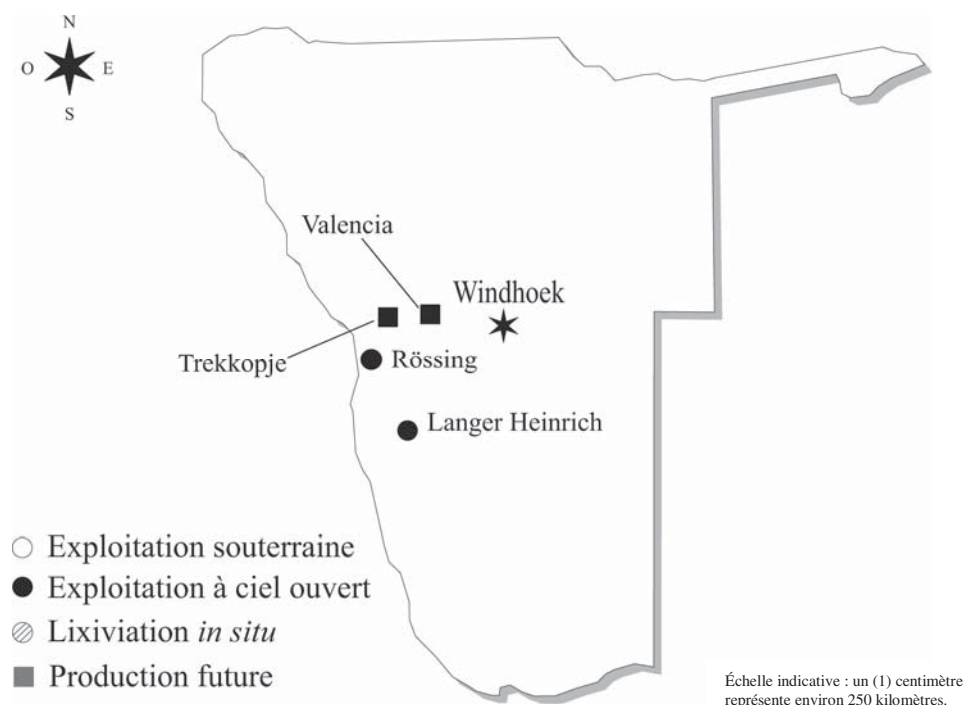 N
O E
S
Valencia
Windhoek
Trekkopje
Rössing
Langer Heinrich
Exploitation souterraine
Exploitation à ciel ouvert
Lixiviation in situ
Production future
Échelle indicative : un (1) centimètre
représente environ 250 kilomètres.